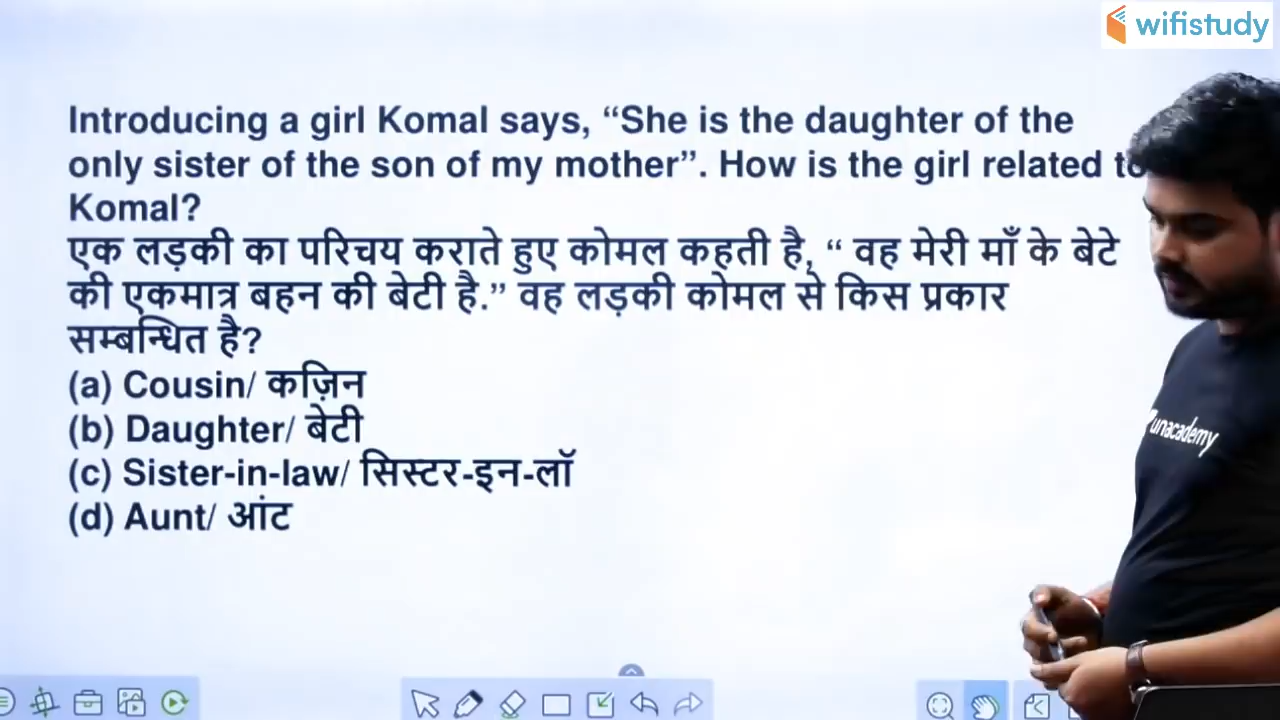 wifistudy
Introducing a girl Komal says, “She is the daughter of the
only sister of the son of my mother”. How is the girl related to
Komal?
एक लड़की का परिचय कराते हुए कोमल कहती है, “ वह मेरी माँ के बेटे
की एकमात्र बहन की बेटी है.” वह लड़की कोमल से किस प्रकार
सम्बन्धित है?
(a) Cousin/ कज़िन
(b) Daughter/ बेटी
(c) Sister-in-law/ सिस्टर-इन-लॉ
(d) Aunt/ आंट
unacademy